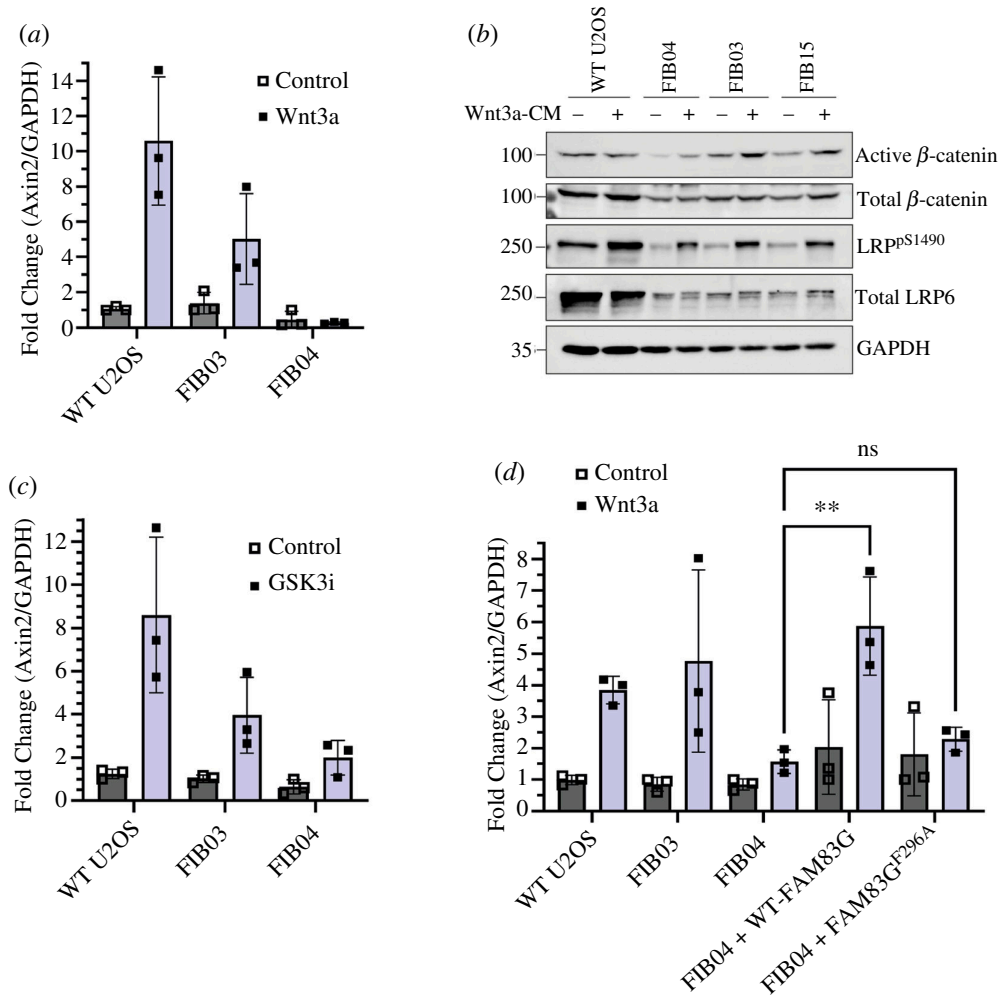 (a)
Fold Change (Axin2/GAPDH)
14
12
10
8
6
4
2
0
Control
Wnt3a
WT U2OS
FIB03
FIB04
(b)
WT U2OS
FIB04
FIB03
FIB15
Wnt3a-CM – + – + – + – +
100 Active β-catenin
100 Total β-catenin
250 LRPpS1490
250 Total LRP6
35 GAPDH
(c)
Fold Change (Axin2/GAPDH)
12
10
8
6
4
2
0
Control
GSK3i
WT U2OS
FIB03
FIB04
(d)
Control
Wnt3a
ns
**
Fold Change (Axin2/GAPDH)
8
7
6
5
4
3
2
1
0
WT U2OS
FIB03
FIB04
FIB04 + WT-FAM83G
FIB04 + FAM83GF296A